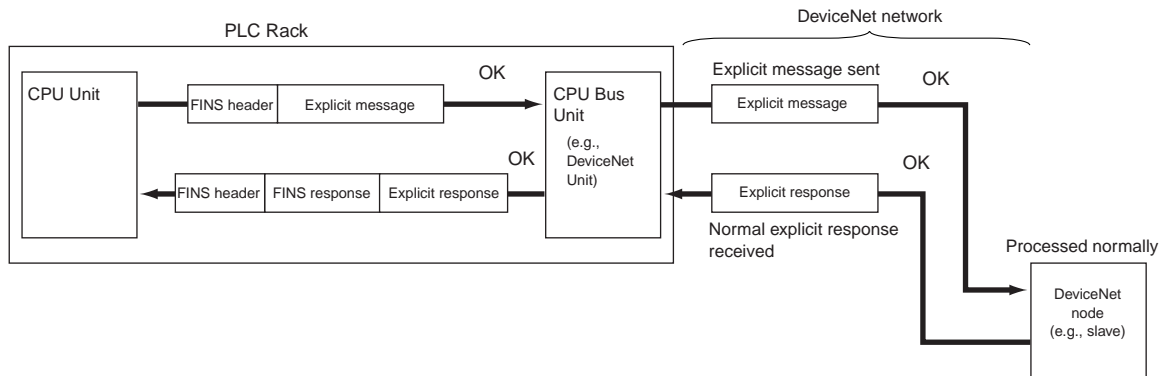 DeviceNet network
PLC Rack
CPU Unit
FINS header
Explicit message
OK
CPU Bus
Unit
(e.g.,
DeviceNet
Unit)
Explicit message sent
Explicit message
OK
FINS header
FINS response
Explicit response
OK
Explicit response
OK
Normal explicit response
received
Processed normally
DeviceNet
node
(e.g., slave)